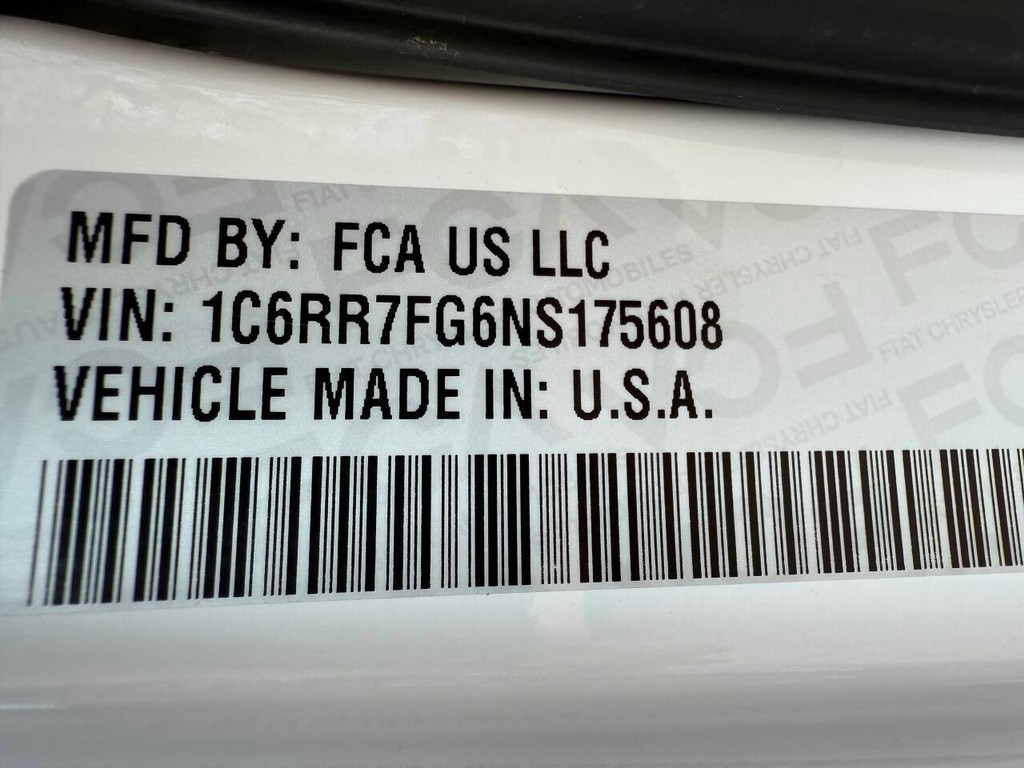 MFD BY: FCA US LLC
VIN: 1C6RR7FG6NS175608
VEHICLE MADE IN: U.S.A.